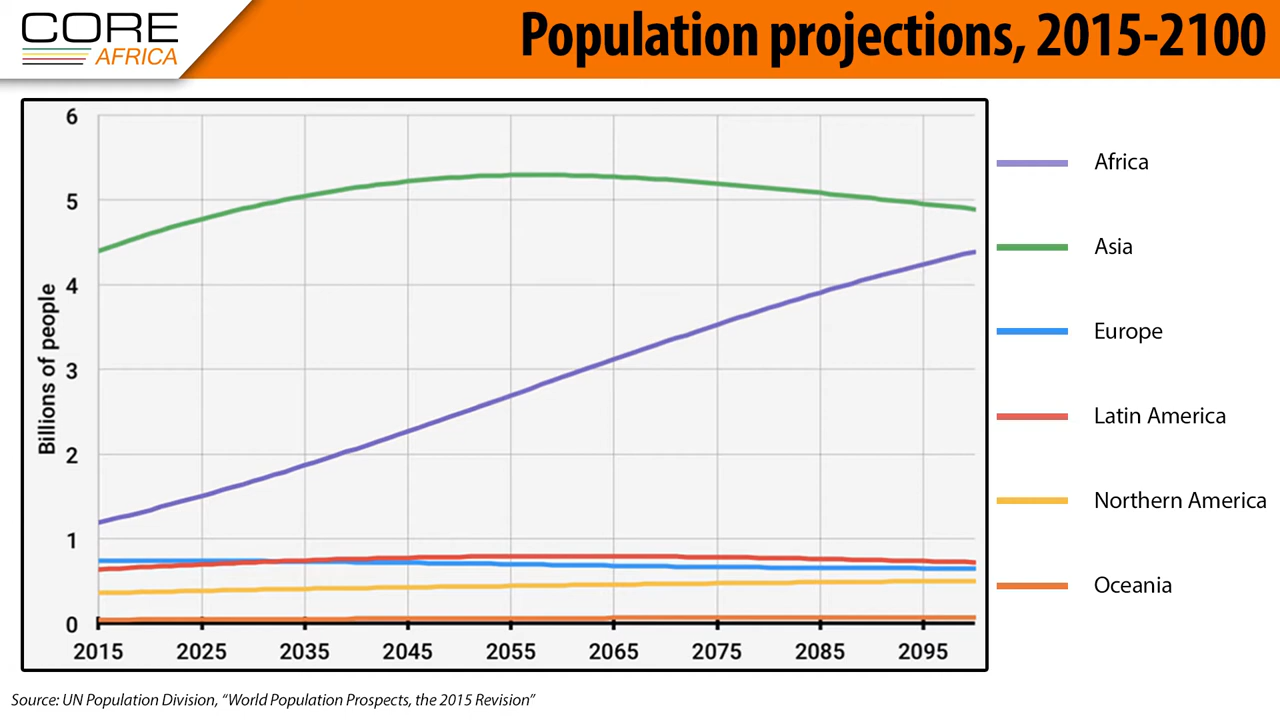 CORE
AFRICA
Population projections, 2015-2100
6
5
4
3
2
1
0
Billions of people
2015 2025 2035 2045 2055 2065 2075 2085 2095
Africa
Asia
Europe
Latin America
Northern America
Oceania
Source: UN Population Division, “World Population Prospects, the 2015 Revision”